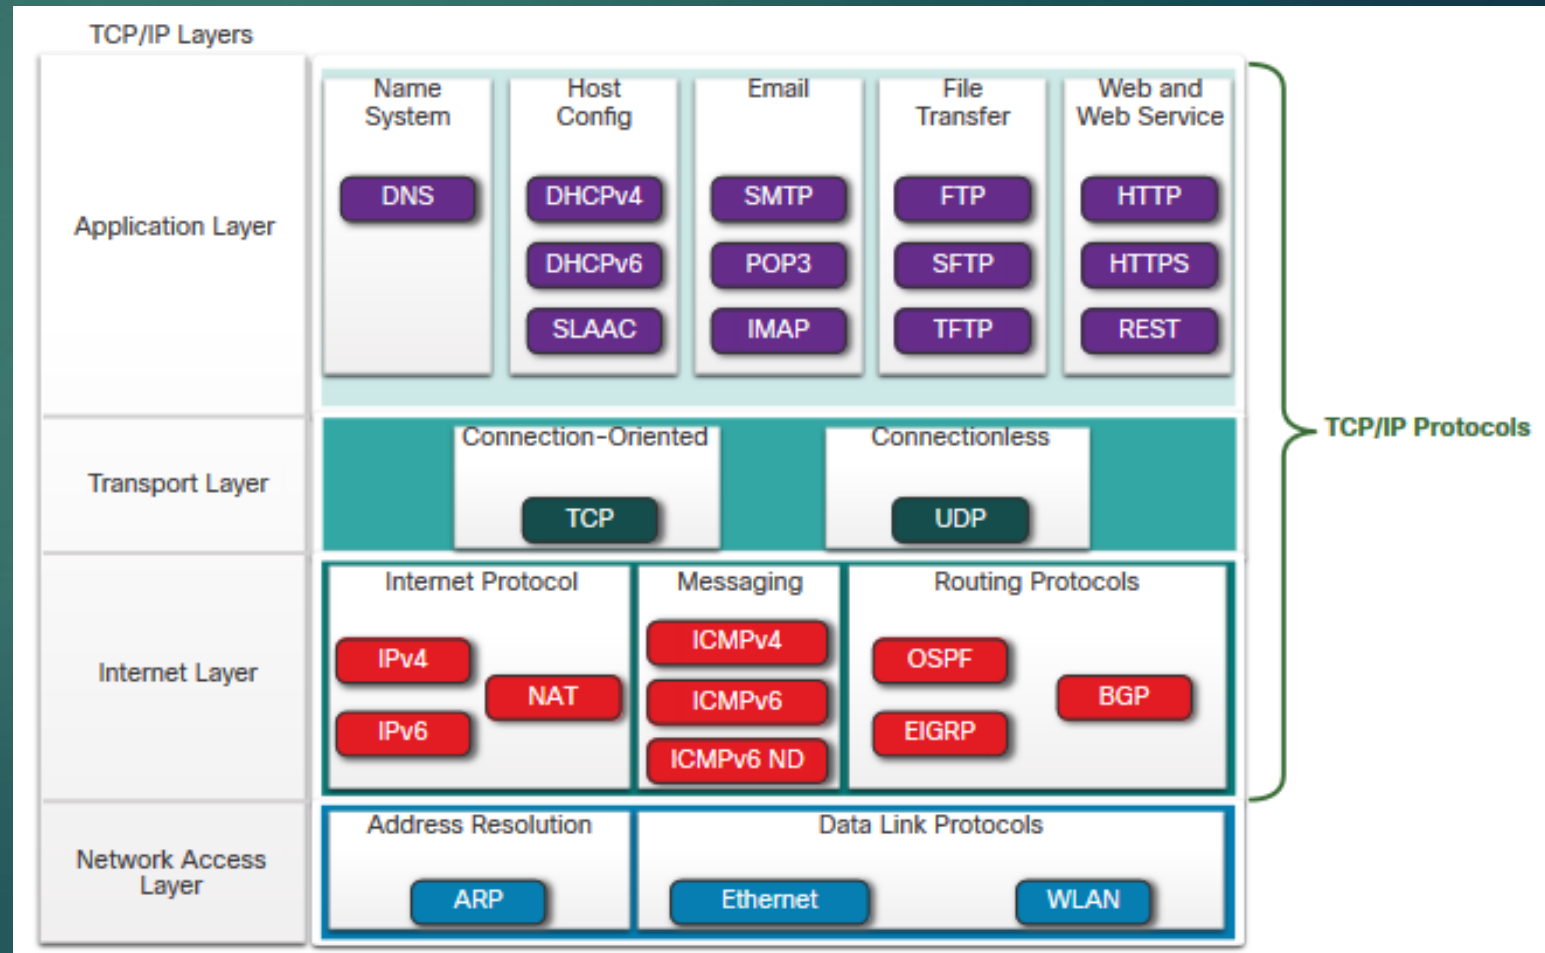 TCP/IP Layers
Application Layer
Name
System
DNS
Host
Config
DHCPv4
DHCPv6
SLAAC
Email
SMTP
POP3
IMAP
File
Transfer
FTP
SFTP
TFTP
Web and
Web Service
HTTP
HTTPS
REST
TCP/IP Protocols
Transport Layer
Connection-Oriented
TCP
Connectionless
UDP
Internet Layer
Internet Protocol
IPv4
IPv6
NAT
Messaging
ICMPv4
ICMPv6
ICMPv6 ND
Routing Protocols
OSPF
EIGRP
BGP
Network Access
Layer
Address Resolution
ARP
Data Link Protocols
Ethernet
WLAN